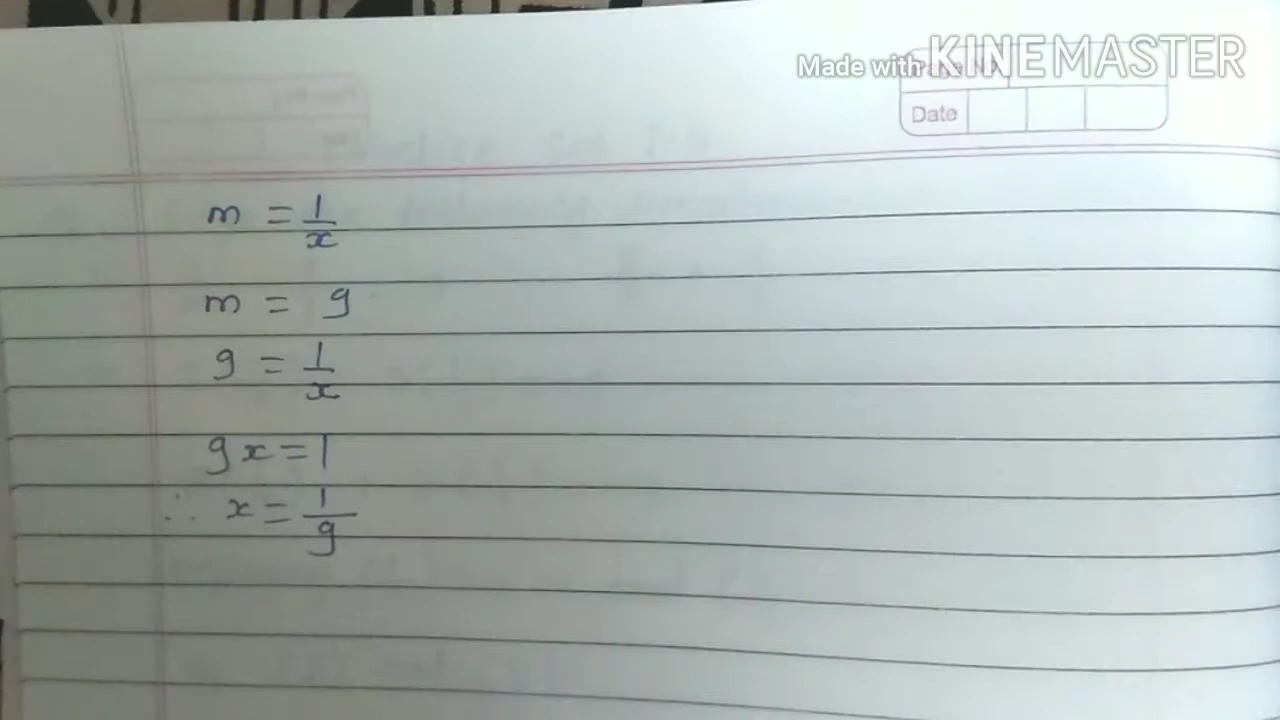 Made with KINEMASTER
Date
m = 1/x
m = 9
9 = 1/x
9x = 1
∴ x = 1/9